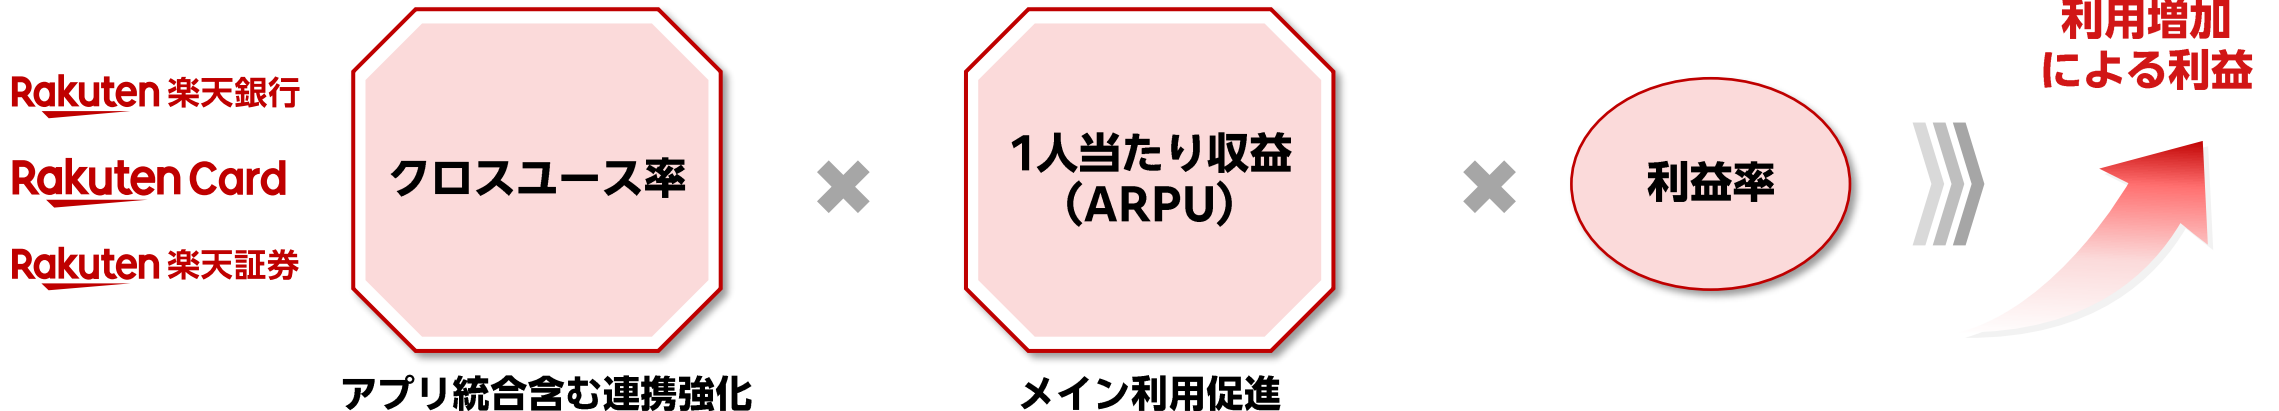 Rakuten 楽天銀行
Rakuten Card
Rakuten 楽天証券
クロスユース率
アプリ統合含む連携強化
×
1人当たり収益
（ARPU）
メイン利用促進
×
利益率
利用増加
による利益